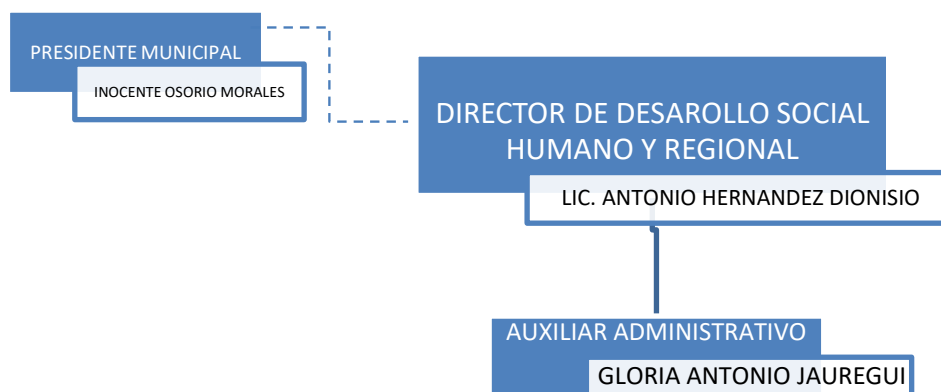 PRESIDENTE MUNICIPAL
INOCENTE OSORIO MORALES
DIRECTOR DE DESAROLLO SOCIAL
HUMANO Y REGIONAL
LIC. ANTONIO HERNANDEZ DIONISIO
AUXILIAR ADMINISTRATIVO
GLORIA ANTONIO JAUREGUI